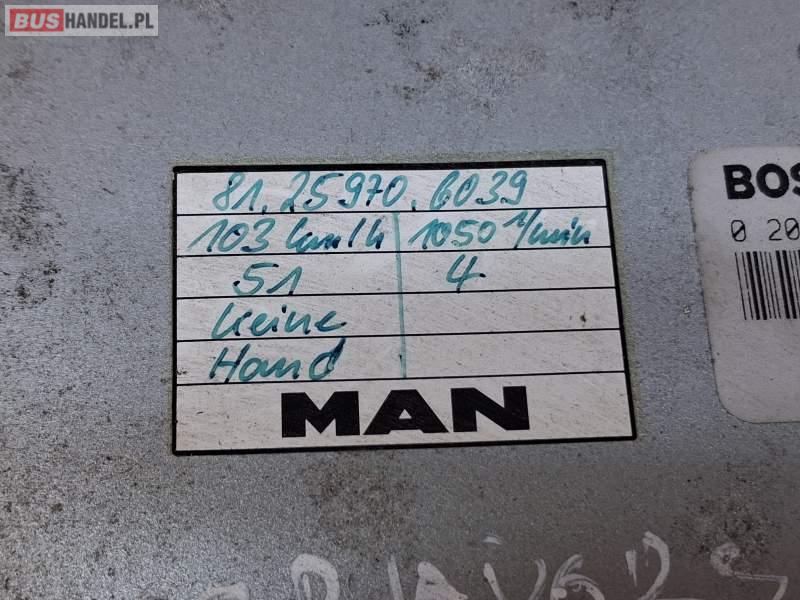 BUSHANDEL.PL
81.25970.6039
103 km/h 1050 1/min
51 4
keine
Hand
MAN
BOS
0 20